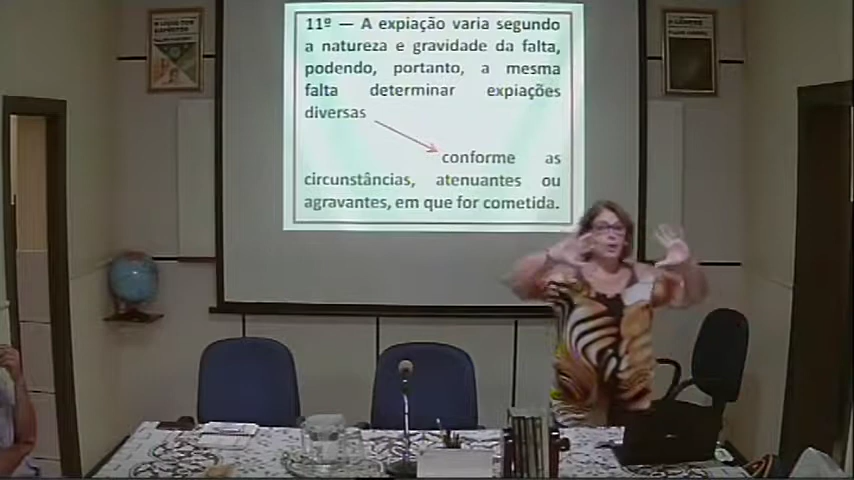 11º — A expiação varia segundo
a natureza e gravidade da falta,
podendo, portanto, a mesma
falta determinar expiações
diversas
conforme as
circunstâncias, atenuantes ou
agravantes, em que for cometida.